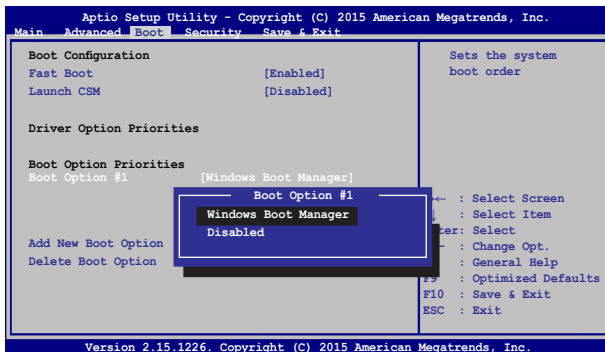 Aptio Setup Utility - Copyright (C) 2015 American Megatrends, Inc.
Main Advanced Boot Security Save & Exit
Boot Configuration
Fast Boot [Enabled]
Launch CSM [Disabled]
Driver Option Priorities
Boot Option Priorities
Boot Option #1 [Windows Boot Manager]
Add New Boot Option
Delete Boot Option
Boot Option #1
Windows Boot Manager
Disabled
Sets the system
boot order
→← : Select Screen
: Select Item
ter: Select
: Change Opt.
: General Help
F9 : Optimized Defaults
F10 : Save & Exit
ESC : Exit
Version 2.15.1226. Copyright (C) 2015 American Megatrends, Inc.